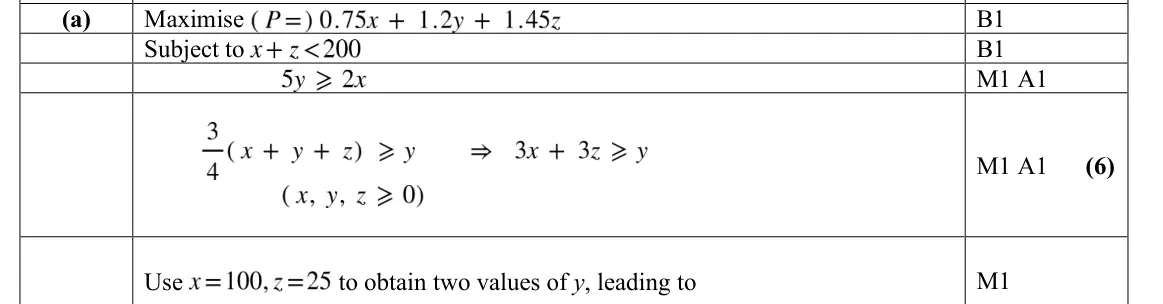 (a) Maximise ( P=) 0.75x + 1.2y + 1.45z B1
Subject to x+ z<200 B1
5y ⩾ 2x M1 A1
3/4 ( x + y + z) ⩾ y ⇒ 3x + 3z ⩾ y M1 A1 (6)
( x, y, z ⩾ 0)
Use x=100, z=25 to obtain two values of y, leading to M1